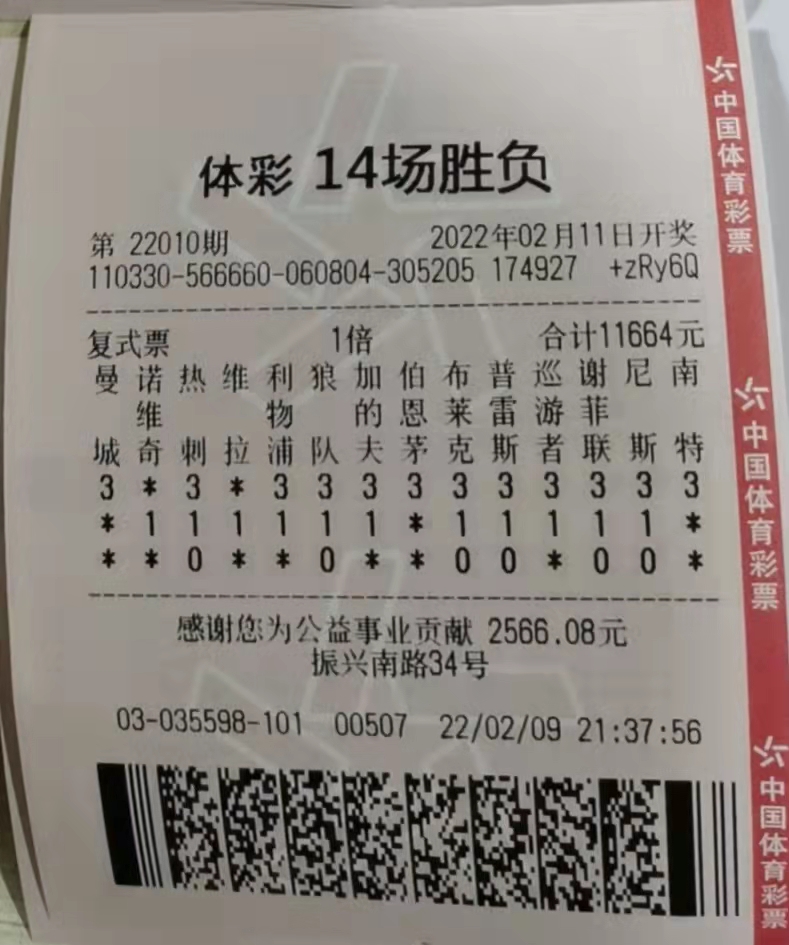 体彩 14场胜负
第 22010期 2022年02月11日开奖
110330-566660-060804-305205 174927 +zRy6Q
复式票 1倍 合计11664元
曼 诺 热 维 利 狼 加 伯 布 普 巡 谢 尼 南
维 物 的 恩 莱 雷 游 菲
城 奇 刺 拉 浦 队 夫 茅 克 斯 者 联 斯 特
3 * 3 * 3 3 3 3 3 3 3 3 3 3
* 1 1 1 1 1 1 * 1 1 1 1 1 *
* * 0 * * 0 * * 0 0 * 0 0 *
感谢您为公益事业贡献 2566.08元
振兴南路34号
03-035598-101 00507 22/02/09 21:37:56
中国体育彩票
中国体育彩票
中国体育彩票